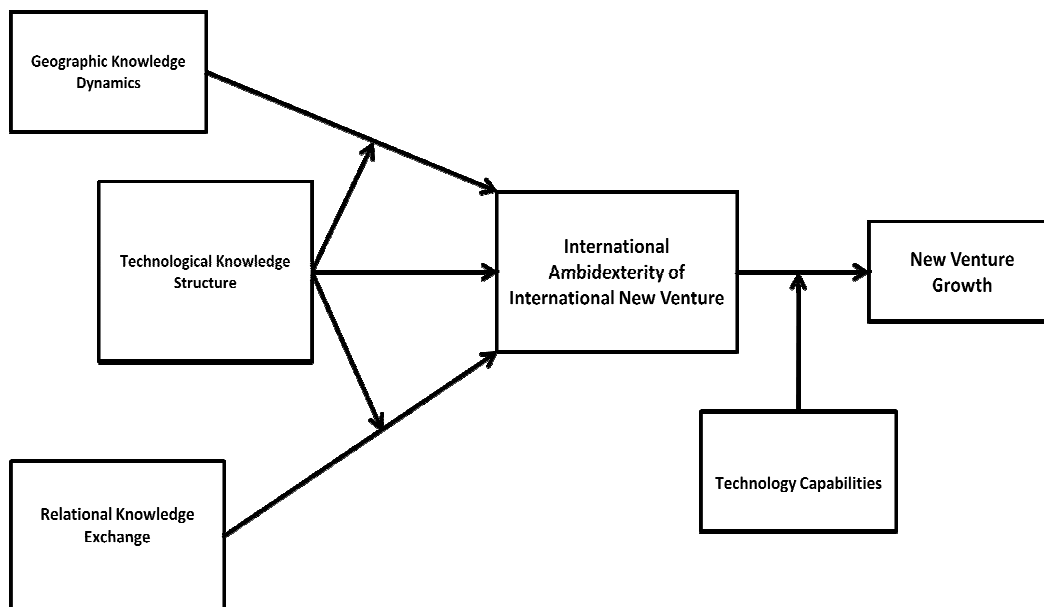 Geographic Knowledge
Dynamics
Technological Knowledge
Structure
International
Ambidexterity of
International New Venture
New Venture
Growth
Technology Capabilities
Relational Knowledge
Exchange